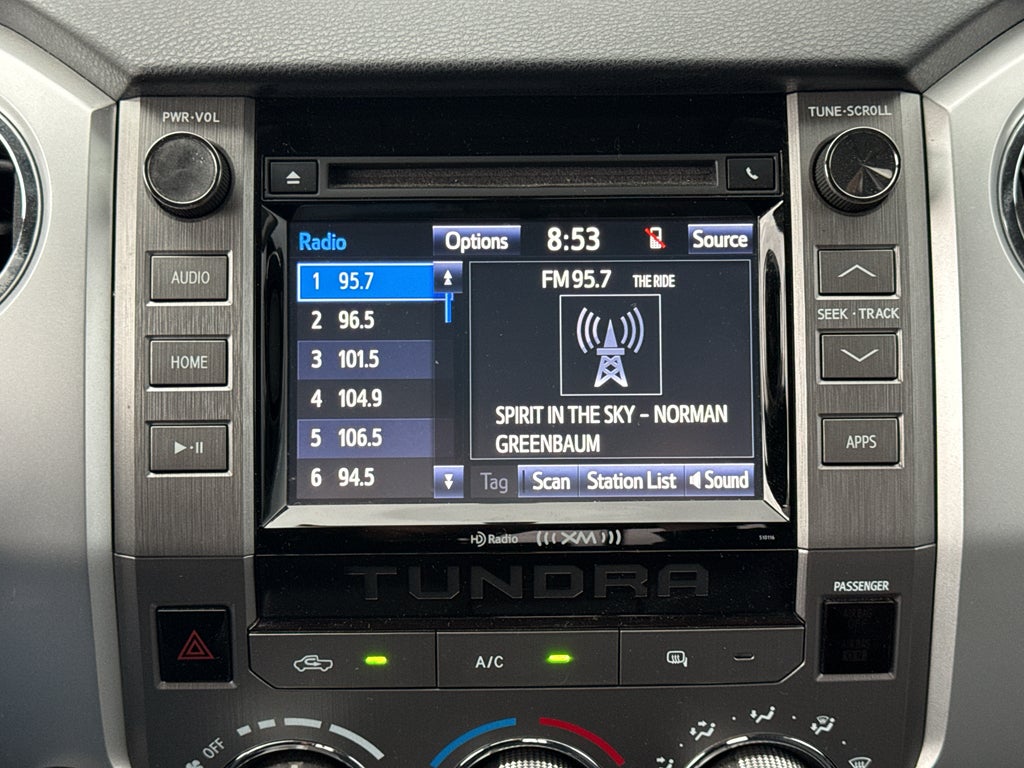 PWR·VOL
TUNE·SCROLL
Radio
Options
8:53
Source
1 95.7
2 96.5
3 101.5
4 104.9
5 106.5
6 94.5
FM 95.7 THE RIDE
SPIRIT IN THE SKY - NORMAN
GREENBAUM
Tag
Scan
Station List
Sound
AUDIO
HOME
SEEK · TRACK
APPS
HD Radio
XM
510116
TUNDRA
PASSENGER
A/C
OFF